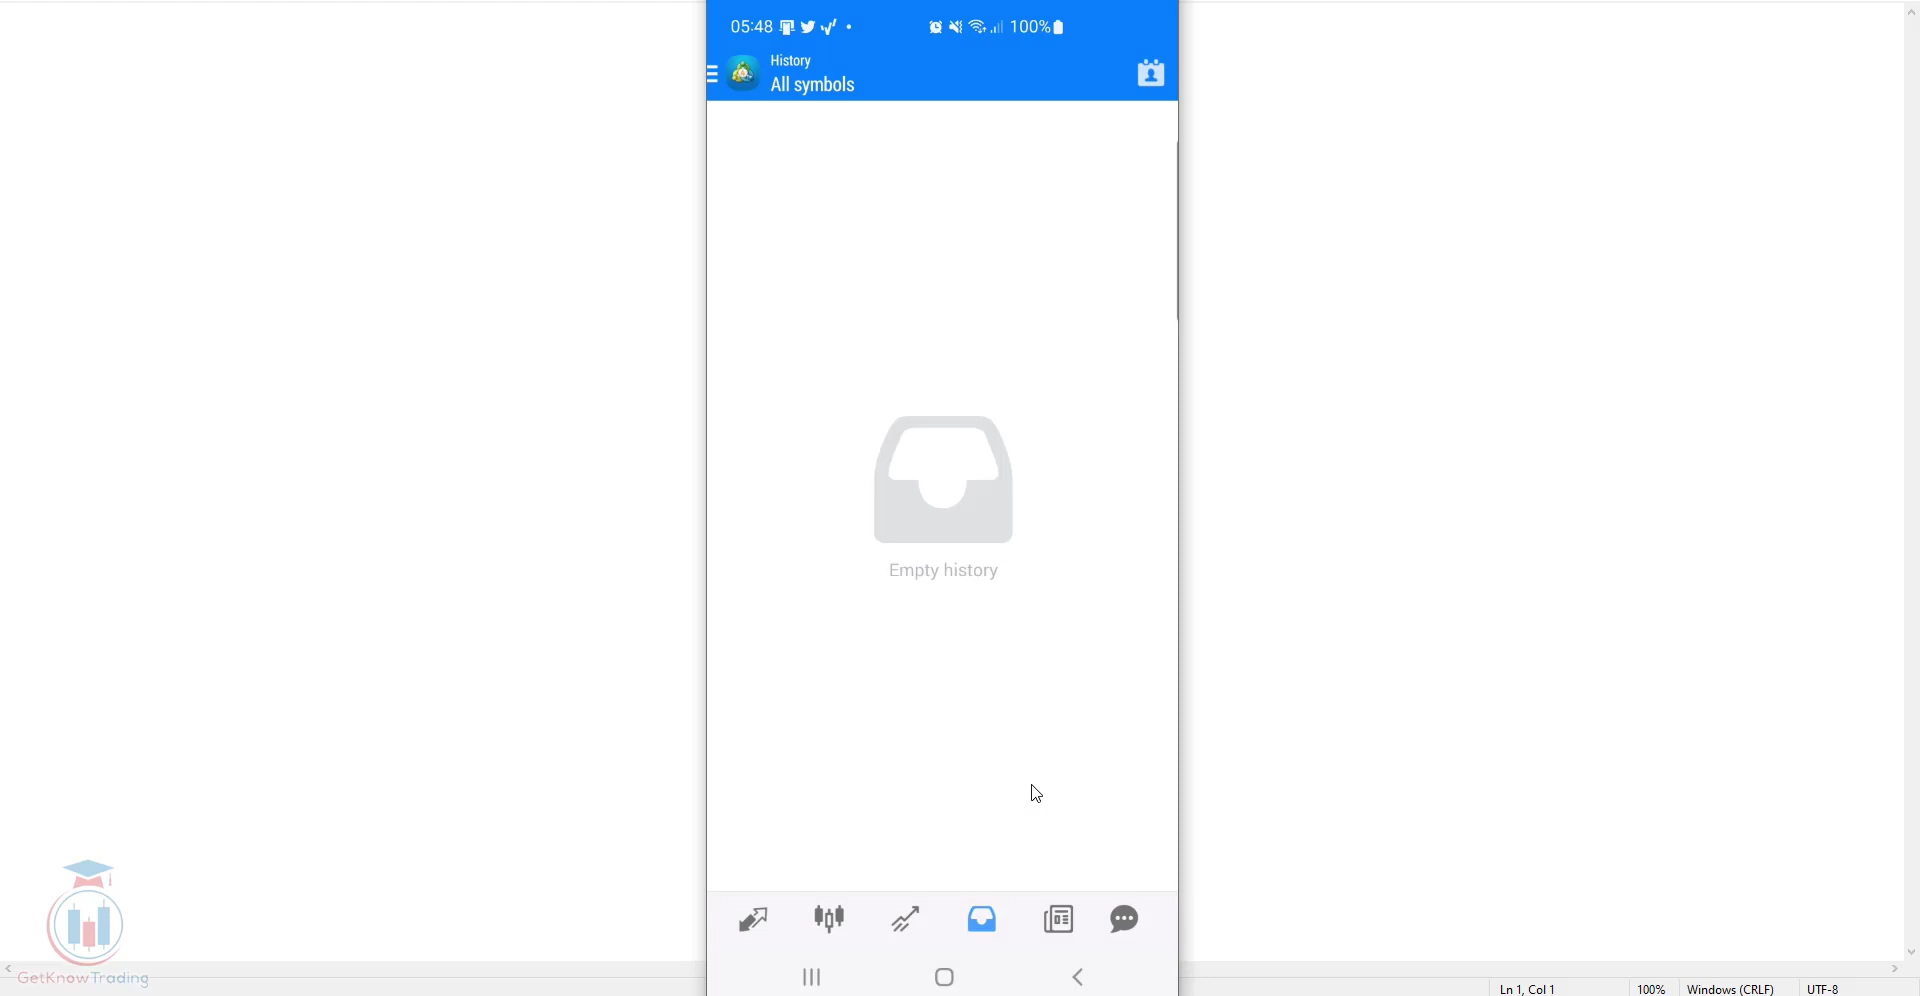 05:48
100%
History
All symbols
Empty history
GetKnowTrading
Ln 1, Col 1
100%
Windows (CRLF)
UTF-8